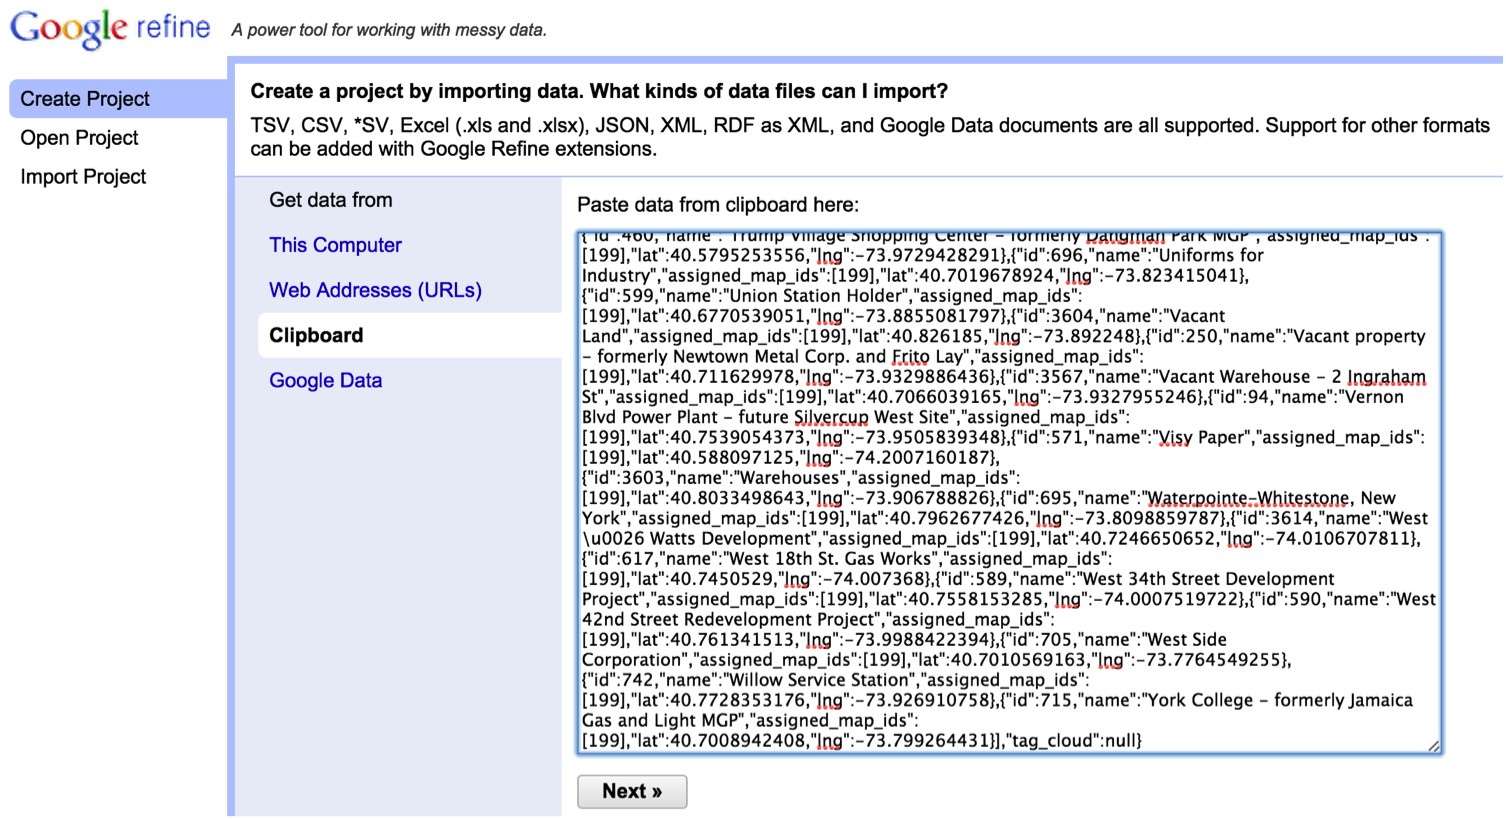 Google refine A power tool for working with messy data.
Create Project
Open Project
Import Project
Create a project by importing data. What kinds of data files can I import?
TSV, CSV, *SV, Excel (.xls and .xlsx), JSON, XML, RDF as XML, and Google Data documents are all supported. Support for other formats
can be added with Google Refine extensions.
Get data from
This Computer
Web Addresses (URLs)
Clipboard
Google Data
Paste data from clipboard here:
{"id":460,"name":"Trump Village Shopping Center – formerly Dangman Park MGP","assigned_map_ids":
[199],"lat":40.5795253556,"lng":-73.9729428291},{"id":696,"name":"Uniforms for
Industry","assigned_map_ids":[199],"lat":40.7019678924,"lng":-73.823415041},
{"id":599,"name":"Union Station Holder","assigned_map_ids":
[199],"lat":40.6770539051,"lng":-73.8855081797},{"id":3604,"name":"Vacant
Land","assigned_map_ids":[199],"lat":40.826185,"lng":-73.892248},{"id":250,"name":"Vacant property
– formerly Newtown Metal Corp. and Frito Lay","assigned_map_ids":
[199],"lat":40.711629978,"lng":-73.9329886436},{"id":3567,"name":"Vacant Warehouse – 2 Ingraham
St","assigned_map_ids":[199],"lat":40.7066039165,"lng":-73.9327955246},{"id":94,"name":"Vernon
Blvd Power Plant – future Silvercup West Site","assigned_map_ids":
[199],"lat":40.7539054373,"lng":-73.9505839348},{"id":571,"name":"Visy Paper","assigned_map_ids":
[199],"lat":40.588097125,"lng":-74.2007160187},
{"id":3603,"name":"Warehouses","assigned_map_ids":
[199],"lat":40.8033498643,"lng":-73.906788826},{"id":695,"name":"Waterpointe-Whitestone, New
York","assigned_map_ids":[199],"lat":40.7962677426,"lng":-73.8098859787},{"id":3614,"name":"West
\u0026 Watts Development","assigned_map_ids":[199],"lat":40.7246650652,"lng":-74.0106707811},
{"id":617,"name":"West 18th St. Gas Works","assigned_map_ids":
[199],"lat":40.7450529,"lng":-74.007368},{"id":589,"name":"West 34th Street Development
Project","assigned_map_ids":[199],"lat":40.7558153285,"lng":-74.0007519722},{"id":590,"name":"West
42nd Street Redevelopment Project","assigned_map_ids":
[199],"lat":40.761341513,"lng":-73.9988422394},{"id":705,"name":"West Side
Corporation","assigned_map_ids":[199],"lat":40.7010569163,"lng":-73.7764549255},
{"id":742,"name":"Willow Service Station","assigned_map_ids":
[199],"lat":40.7728353176,"lng":-73.926910758},{"id":715,"name":"York College – formerly Jamaica
Gas and Light MGP","assigned_map_ids":
[199],"lat":40.7008942408,"lng":-73.799264431}],"tag_cloud":null}
Next »